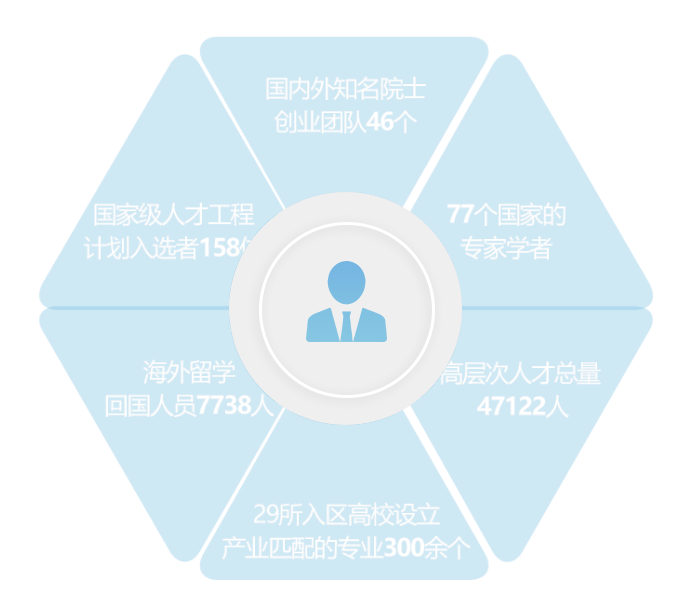 国内外知名院士
创业团队46个
77个国家的
专家学者
高层次人才总量
47122人
29所入区高校设立
产业匹配的专业300余个
海外留学
回国人员7738人
国家级人才工程
计划入选者158